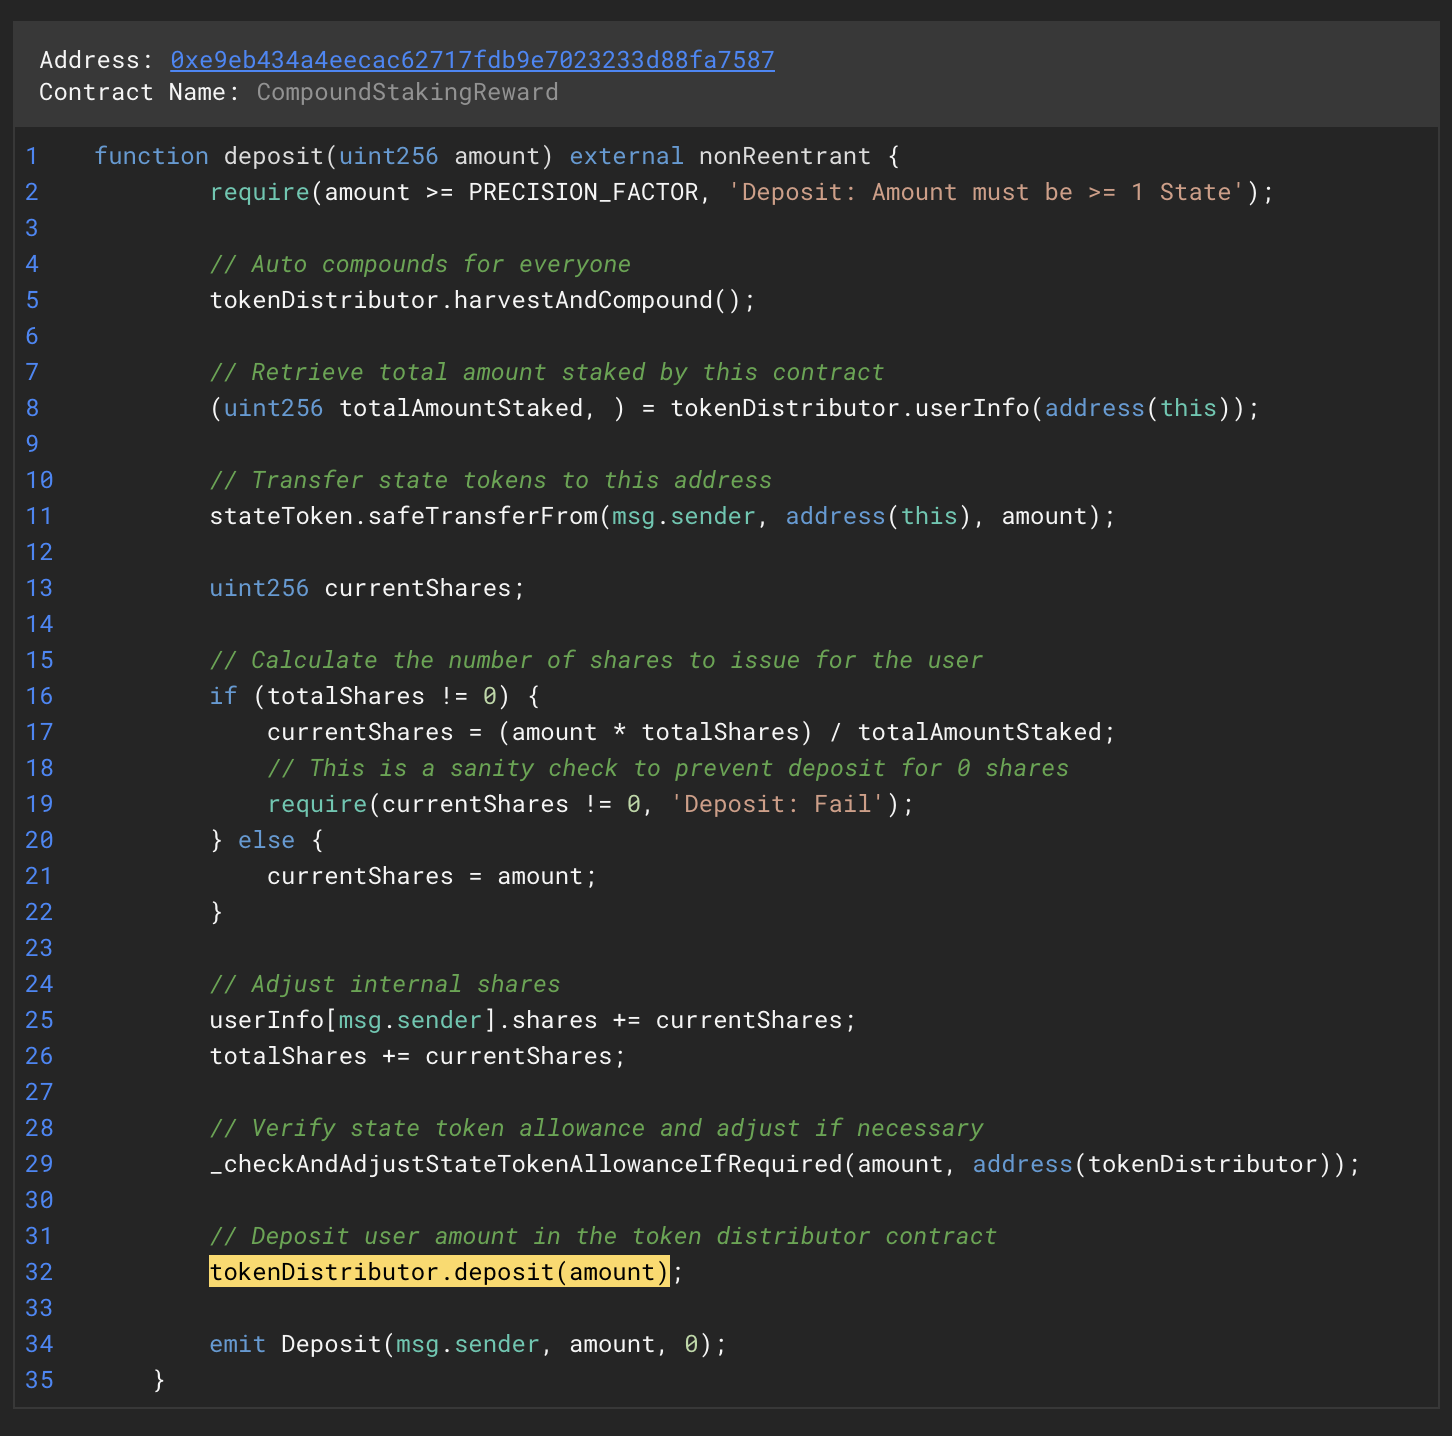 Address: 0xe9eb434a4eecac62717fdb9e7023233d88fa7587
Contract Name: CompoundStakingReward
1 function deposit(uint256 amount) external nonReentrant {
2 require(amount >= PRECISION_FACTOR, 'Deposit: Amount must be >= 1 State');
3
4 // Auto compounds for everyone
5 tokenDistributor.harvestAndCompound();
6
7 // Retrieve total amount staked by this contract
8 (uint256 totalAmountStaked, ) = tokenDistributor.userInfo(address(this));
9
10 // Transfer state tokens to this address
11 stateToken.safeTransferFrom(msg.sender, address(this), amount);
12
13 uint256 currentShares;
14
15 // Calculate the number of shares to issue for the user
16 if (totalShares != 0) {
17 currentShares = (amount * totalShares) / totalAmountStaked;
18 // This is a sanity check to prevent deposit for 0 shares
19 require(currentShares != 0, 'Deposit: Fail');
20 } else {
21 currentShares = amount;
22 }
23
24 // Adjust internal shares
25 userInfo[msg.sender].shares += currentShares;
26 totalShares += currentShares;
27
28 // Verify state token allowance and adjust if necessary
29 _checkAndAdjustStateTokenAllowanceIfRequired(amount, address(tokenDistributor));
30
31 // Deposit user amount in the token distributor contract
32 tokenDistributor.deposit(amount);
33
34 emit Deposit(msg.sender, amount, 0);
35 }